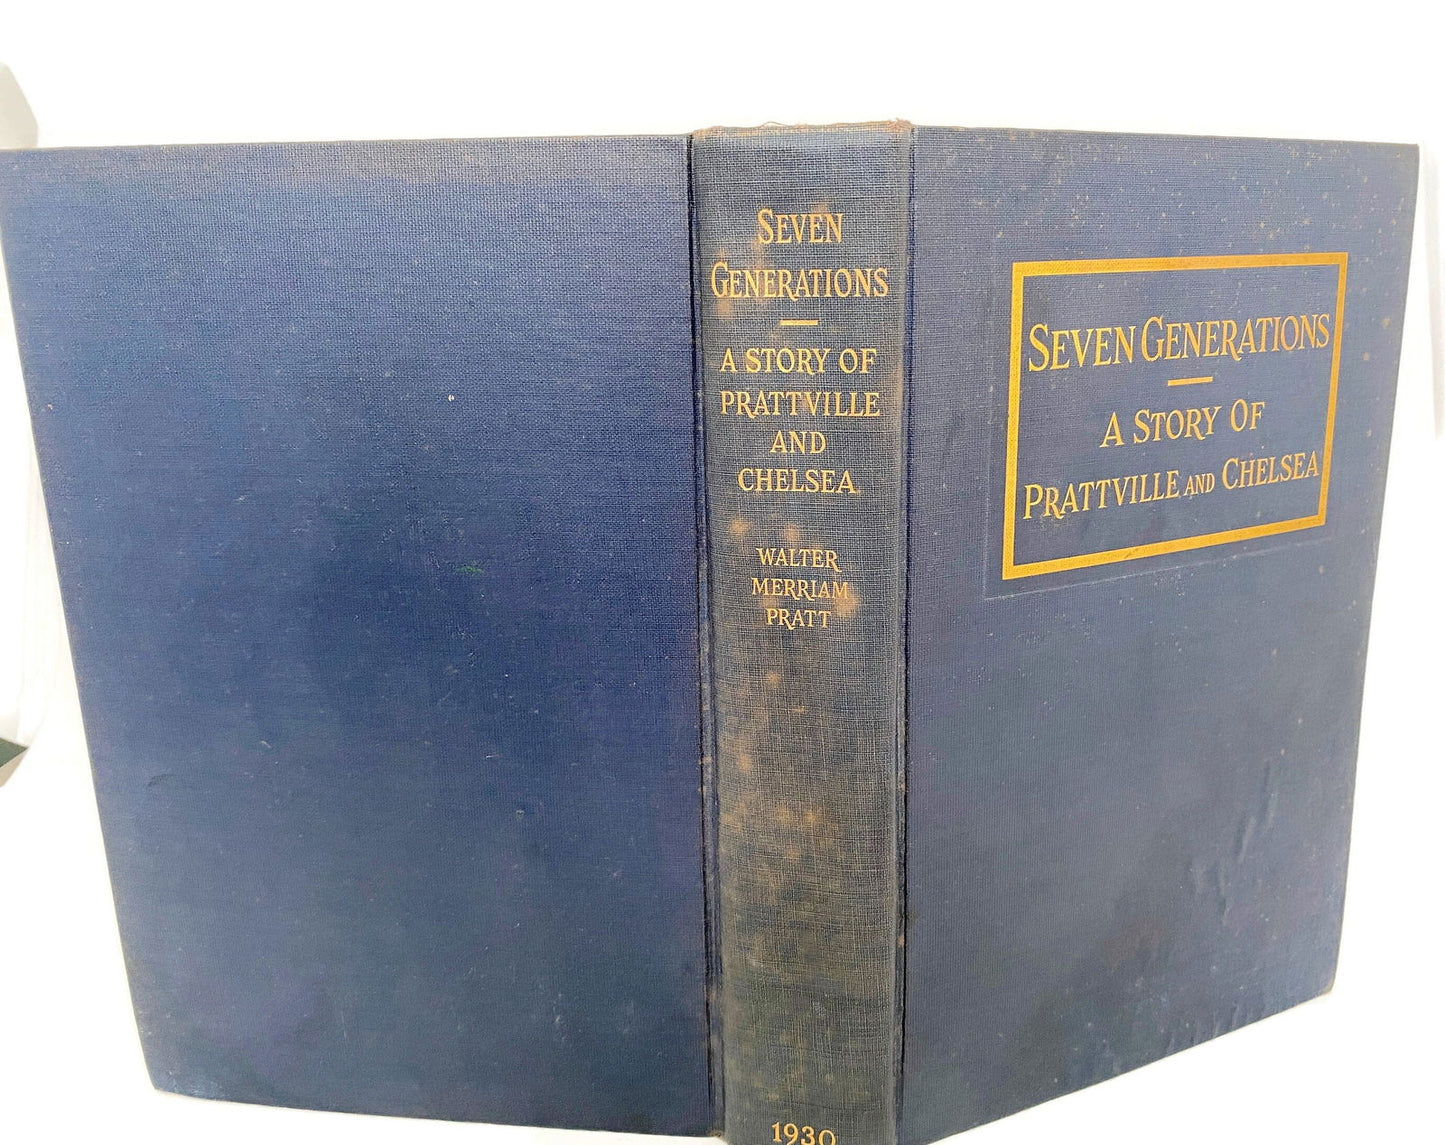 SEVEN
GENERATIONS
A STORY OF
PRATTVILLE
AND
CHELSEA
WALTER
MERRIAM
PRATT
1930
SEVEN GENERATIONS
A STORY OF
PRATTVILLE AND CHELSEA